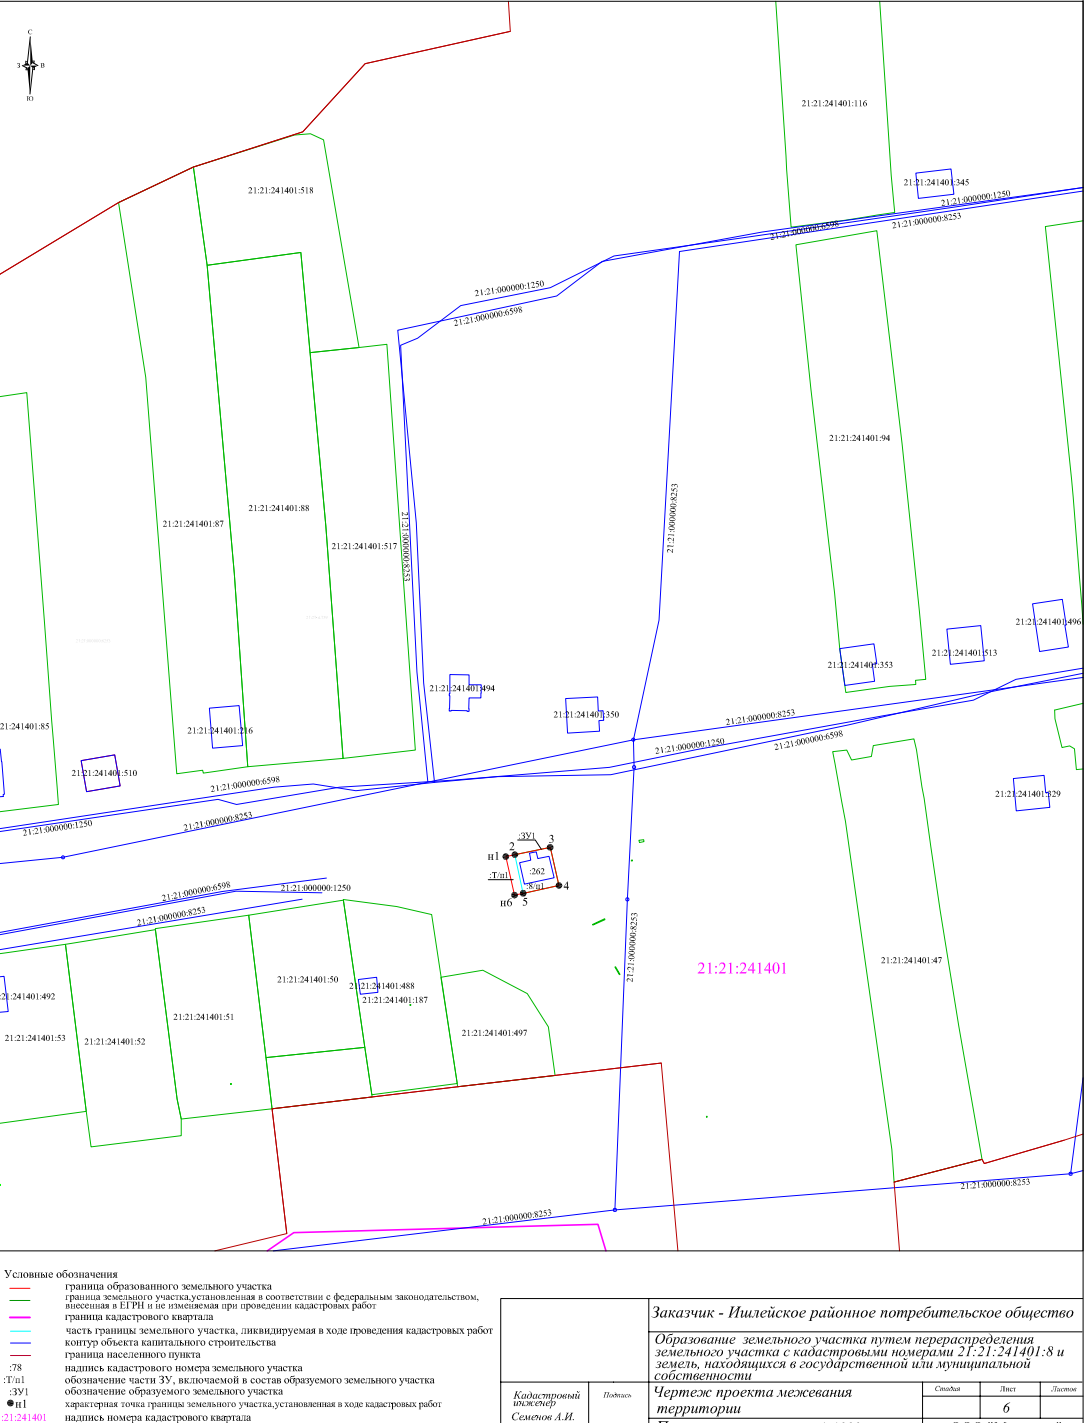 С
З
В
Ю
21:21:241401:116
21:21:241401:518
21:21:241401:345
21:21:000000:1250
21:21:000000:8253
21:21:000000:6598
21:21:000000:1250
21:21:000000:6598
21:21:241401:94
21:21:241401:88
21:21:241401:87
21:21:241401:517
21:21:000000:8253
21:21:000000:8253
21:21:241401:496
21:21:241401:513
21:21:241401:353
21:21:241401:494
21:21:241401:350
21:21:000000:8253
21:241401:85
21:21:241401:216
21:21:000000:1250
21:21:000000:6598
21:21:241401:510
21:21:000000:6598
21:21:241401:329
21:21:000000:1250
21:21:000000:8253
:ЗУ1
н1
2
3
:Т/п1
:262
:8/п1
4
н6
5
21:21:000000:6598
21:21:000000:1250
21:21:000000:8253
21:21:000000:8253
21:21:241401
21:21:241401:47
21:21:241401:50
21:21:241401:488
21:21:241401:187
21:241401:492
21:21:241401:51
21:21:241401:53
21:21:241401:52
21:21:241401:497
21:21:000000:8253
21:21:000000:8253
Условные обозначения
граница образованного земельного участка
граница земельного участка,установленная в соответствии с федеральным законодательством,
внесенная в ЕГРН и не изменяемая при проведении кадастровых работ
граница кадастрового квартала
часть границы земельного участка, ликвидируемая в ходе проведения кадастровых работ
контур объекта капитального строительства
граница населенного пункта
:78 надпись кадастрового номера земельного участка
:Т/п1 обозначение части ЗУ, включаемой в состав образуемого земельного участка
:ЗУ1 обозначение образуемого земельного участка
н1 характерная точка границы земельного участка,установленная в ходе кадастровых работ
:21:241401 надпись номера кадастрового квартала
Заказчик - Ишлейское районное потребительское общество
Образование земельного участка путем перераспределения
земельного участка с кадастровыми номерами 21:21:241401:8 и
земель, находящихся в государственной или муниципальной
собственности
Кадастровый
инженер
Семенов А.И.
Подпись
Чертеж проекта межевания
территории
Стадия
Лист
Листов
6